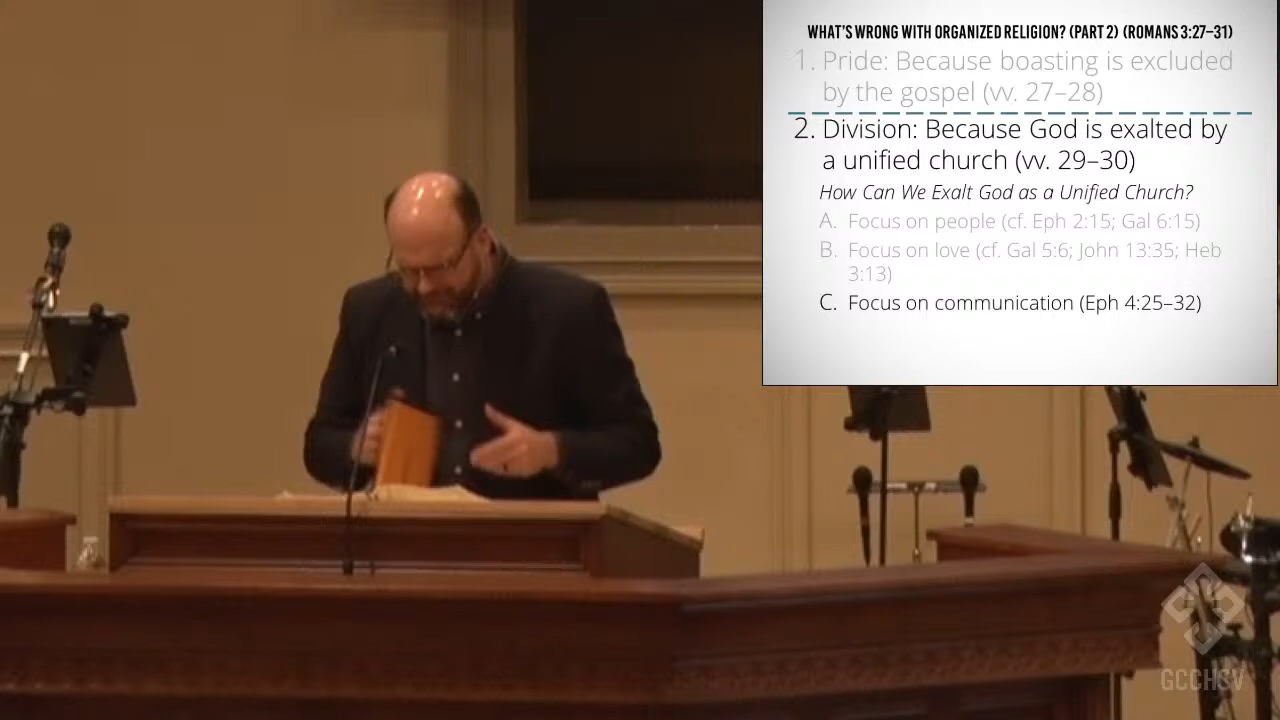 WHAT'S WRONG WITH ORGANIZED RELIGION? (PART 2) (ROMANS 3:27–31)
1. Pride: Because boasting is excluded
by the gospel (vv. 27–28)
2. Division: Because God is exalted by
a unified church (vv. 29–30)
How Can We Exalt God as a Unified Church?
A. Focus on people (cf. Eph 2:15; Gal 6:15)
B. Focus on love (cf. Gal 5:6; John 13:35; Heb
3:13)
C. Focus on communication (Eph 4:25–32)
GCCHSV